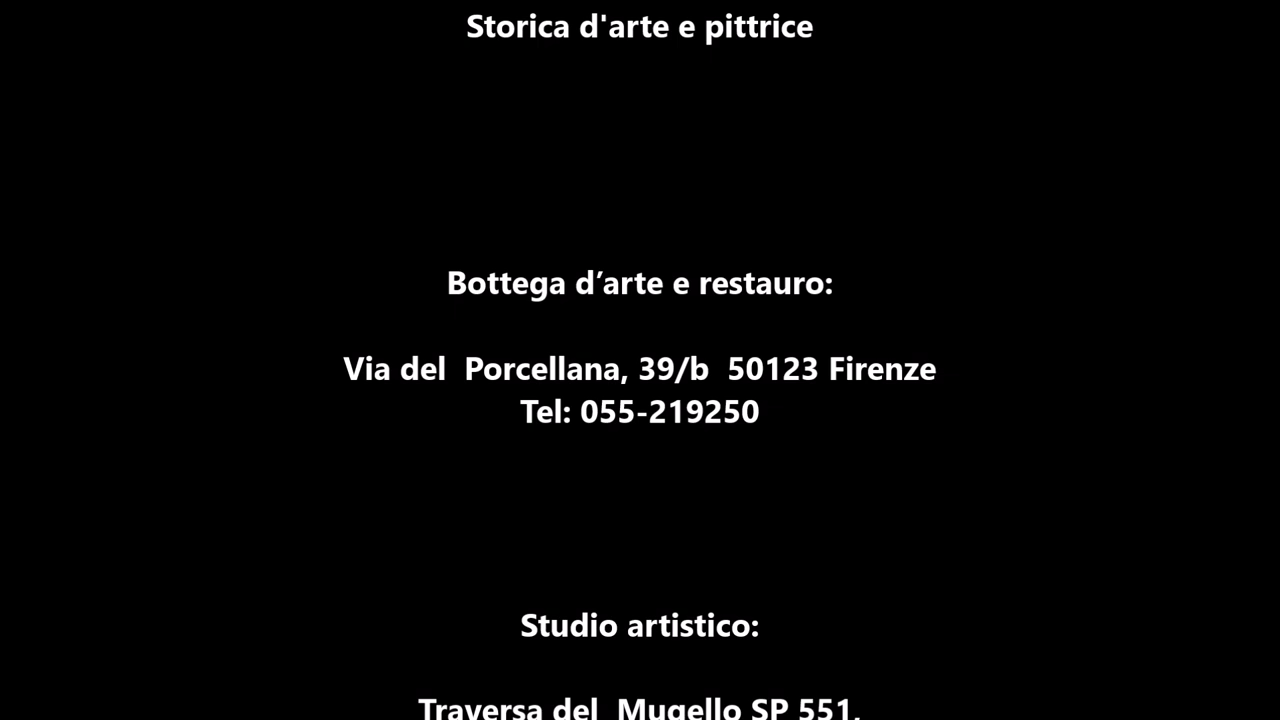 Storica d'arte e pittrice
Bottega d’arte e restauro:
Via del  Porcellana, 39/b  50123 Firenze
Tel: 055-219250
Studio artistico:
Traversa del  Mugello SP 551,